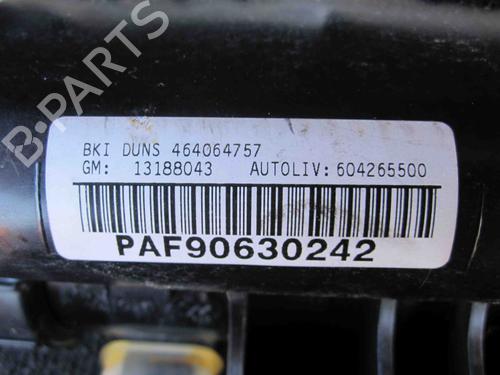 B-PARTS
BKI DUNS 464064757
GM: 13188043 AUTOLIV: 604265500
PAF90630242